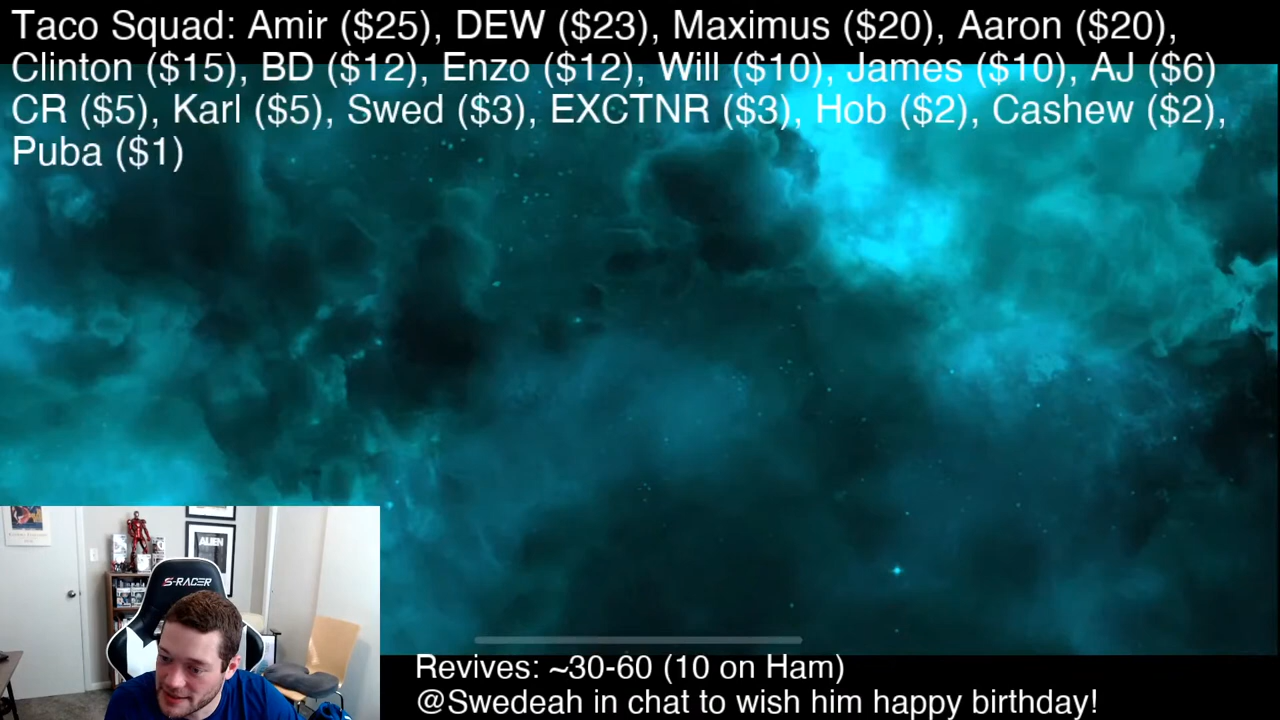 Taco Squad: Amir ($25), DEW ($23), Maximus ($20), Aaron ($20),
Clinton ($15), BD ($12), Enzo ($12), Will ($10), James ($10), AJ ($6)
CR ($5), Karl ($5), Swed ($3), EXCTNR ($3), Hob ($2), Cashew ($2),
Puba ($1)
ALIEN
S-RACER
Revives: ~30-60 (10 on Ham)
@Swedeah in chat to wish him happy birthday!